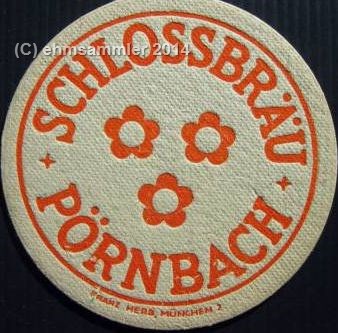 (C) ehmsammler 2014
SCHLOSSBRÄU
PÖRNBACH
FRANZ HERB, MÜNCHEN 2